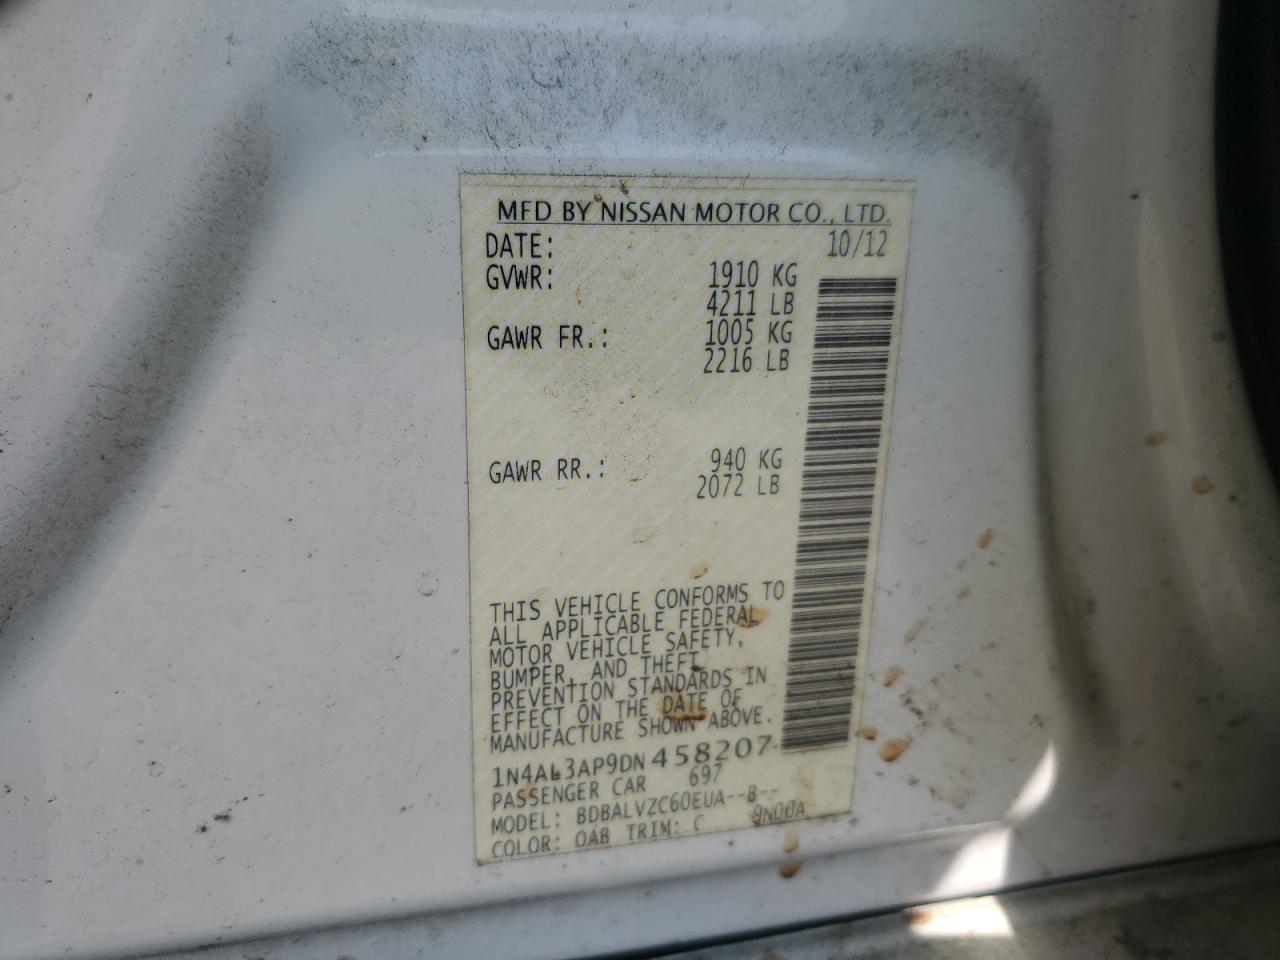 MFD BY NISSAN MOTOR CO., LTD.
DATE: 10/12
GVWR: 1910 KG
4211 LB
GAWR FR.: 1005 KG
2216 LB
GAWR RR.: 940 KG
2072 LB
THIS VEHICLE CONFORMS TO
ALL APPLICABLE FEDERAL
MOTOR VEHICLE SAFETY,
BUMPER, AND THEFT
PREVENTION STANDARDS IN
EFFECT ON THE DATE OF
MANUFACTURE SHOWN ABOVE.
1N4AL3AP9DN458207
PASSENGER CAR 697
MODEL: BDBALVZC60EUA--B--
COLOR: QAB TRIM: C 9N00A